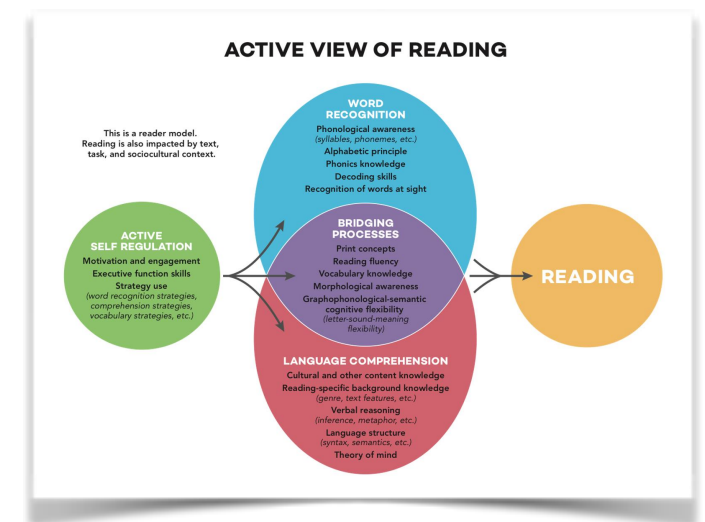 ACTIVE VIEW OF READING
This is a reader model.
Reading is also impacted by text,
task, and sociocultural context.
ACTIVE
SELF REGULATION
Motivation and engagement
Executive function skills
Strategy use
(word recognition strategies,
comprehension strategies,
vocabulary strategies, etc.)
WORD
RECOGNITION
Phonological awareness
(syllables, phonemes, etc.)
Alphabetic principle
Phonics knowledge
Decoding skills
Recognition of words at sight
BRIDGING
PROCESSES
Print concepts
Reading fluency
Vocabulary knowledge
Morphological awareness
Graphophonological-semantic
cognitive flexibility
(letter-sound-meaning
flexibility)
LANGUAGE COMPREHENSION
Cultural and other content knowledge
Reading-specific background knowledge
(genre, text features, etc.)
Verbal reasoning
(inference, metaphor, etc.)
Language structure
(syntax, semantics, etc.)
Theory of mind
READING